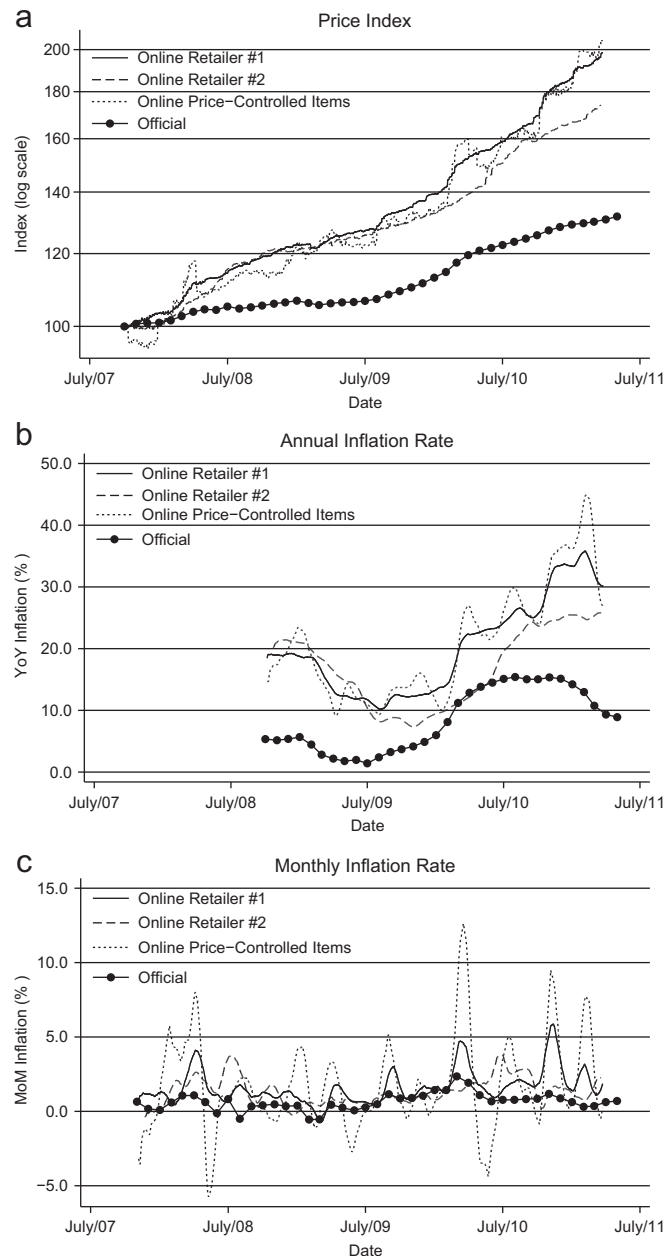 a
Price Index
200
180
160
140
120
100
Index (log scale)
Online Retailer #1
Online Retailer #2
Online Price−Controlled Items
Official
July/07 July/08 July/09 July/10 July/11
Date
b
Annual Inflation Rate
50.0
40.0
30.0
20.0
10.0
0.0
YoY Inflation (% )
Online Retailer #1
Online Retailer #2
Online Price−Controlled Items
Official
July/07 July/08 July/09 July/10 July/11
Date
c
Monthly Inflation Rate
15.0
10.0
5.0
0.0
−5.0
MoM Inflation (% )
Online Retailer #1
Online Retailer #2
Online Price−Controlled Items
Official
July/07 July/08 July/09 July/10 July/11
Date